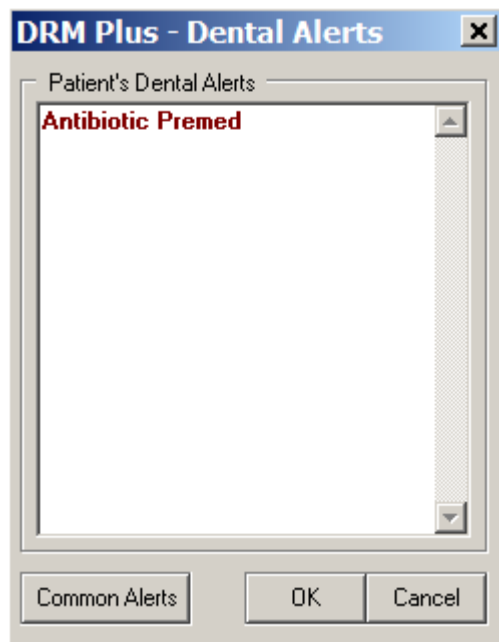 DRM Plus - Dental Alerts
Patient's Dental Alerts
Antibiotic Premed
Common Alerts OK Cancel